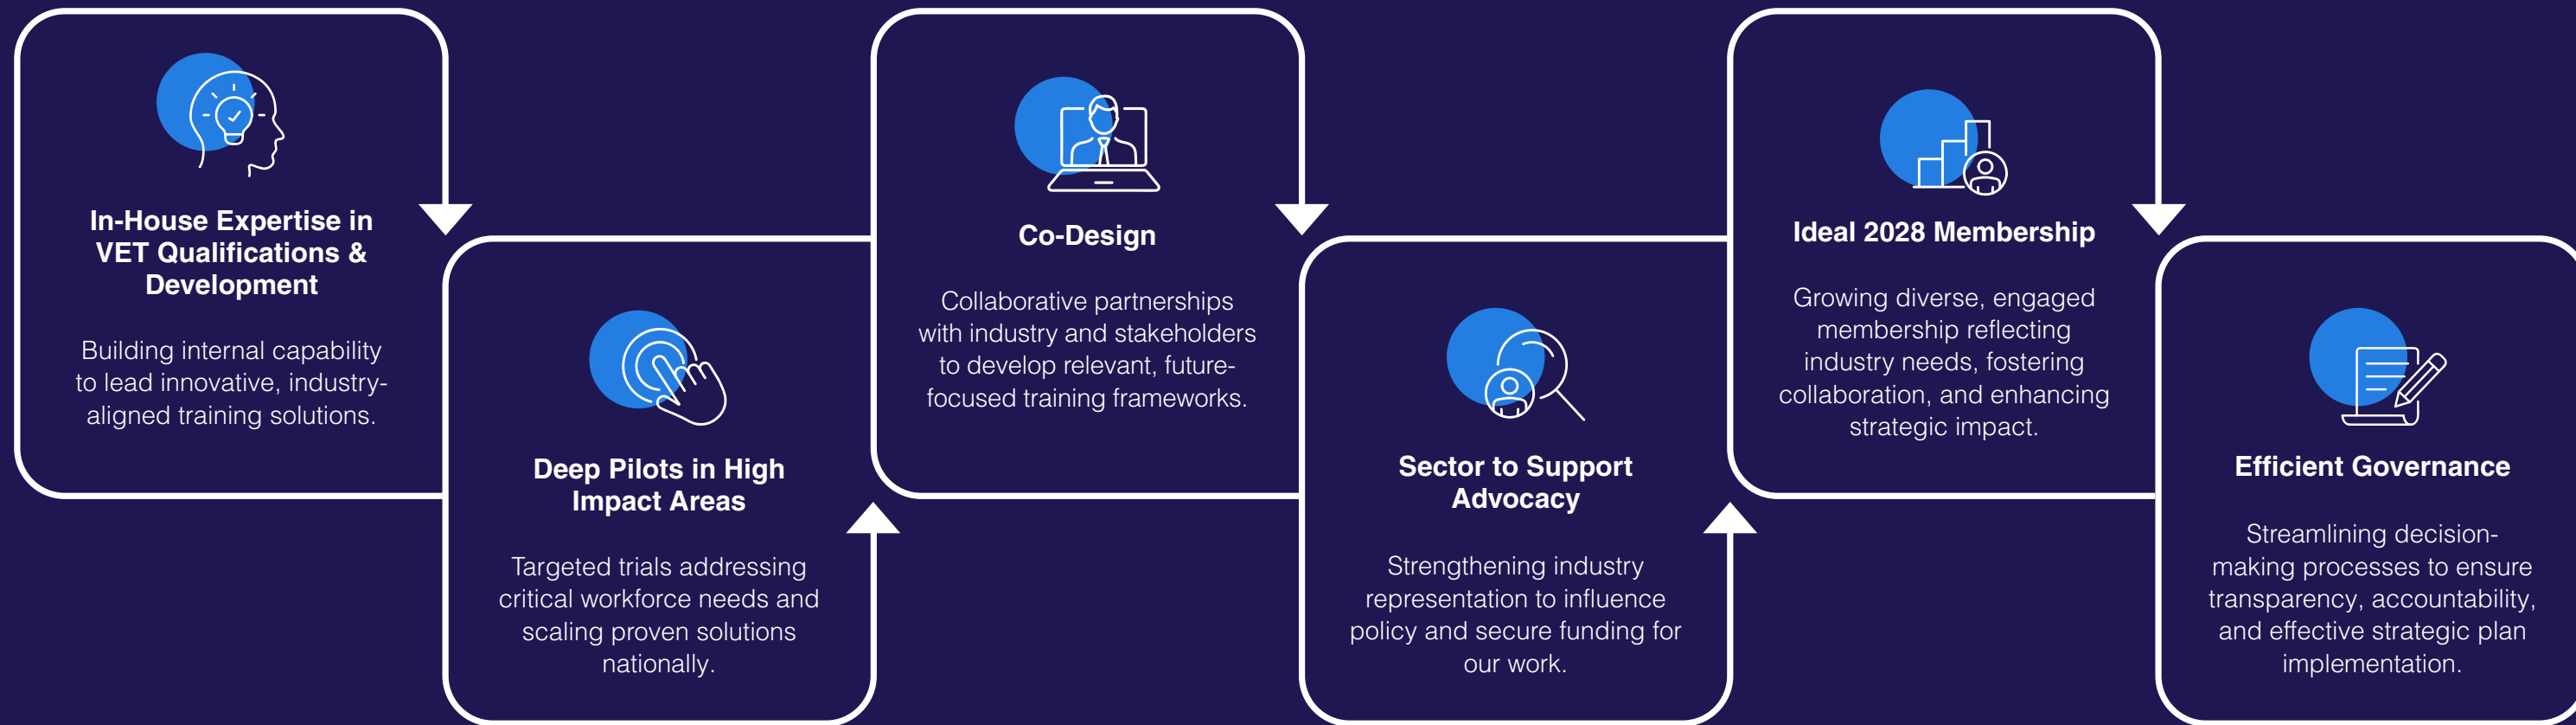 In-House Expertise in
VET Qualifications &
Development
Building internal capability
to lead innovative, industry-
aligned training solutions.
Deep Pilots in High
Impact Areas
Targeted trials addressing
critical workforce needs and
scaling proven solutions
nationally.
Co-Design
Collaborative partnerships
with industry and stakeholders
to develop relevant, future-
focused training frameworks.
Sector to Support
Advocacy
Strengthening industry
representation to influence
policy and secure funding for
our work.
Ideal 2028 Membership
Growing diverse, engaged
membership reflecting
industry needs, fostering
collaboration, and enhancing
strategic impact.
Efficient Governance
Streamlining decision-
making processes to ensure
transparency, accountability,
and effective strategic plan
implementation.